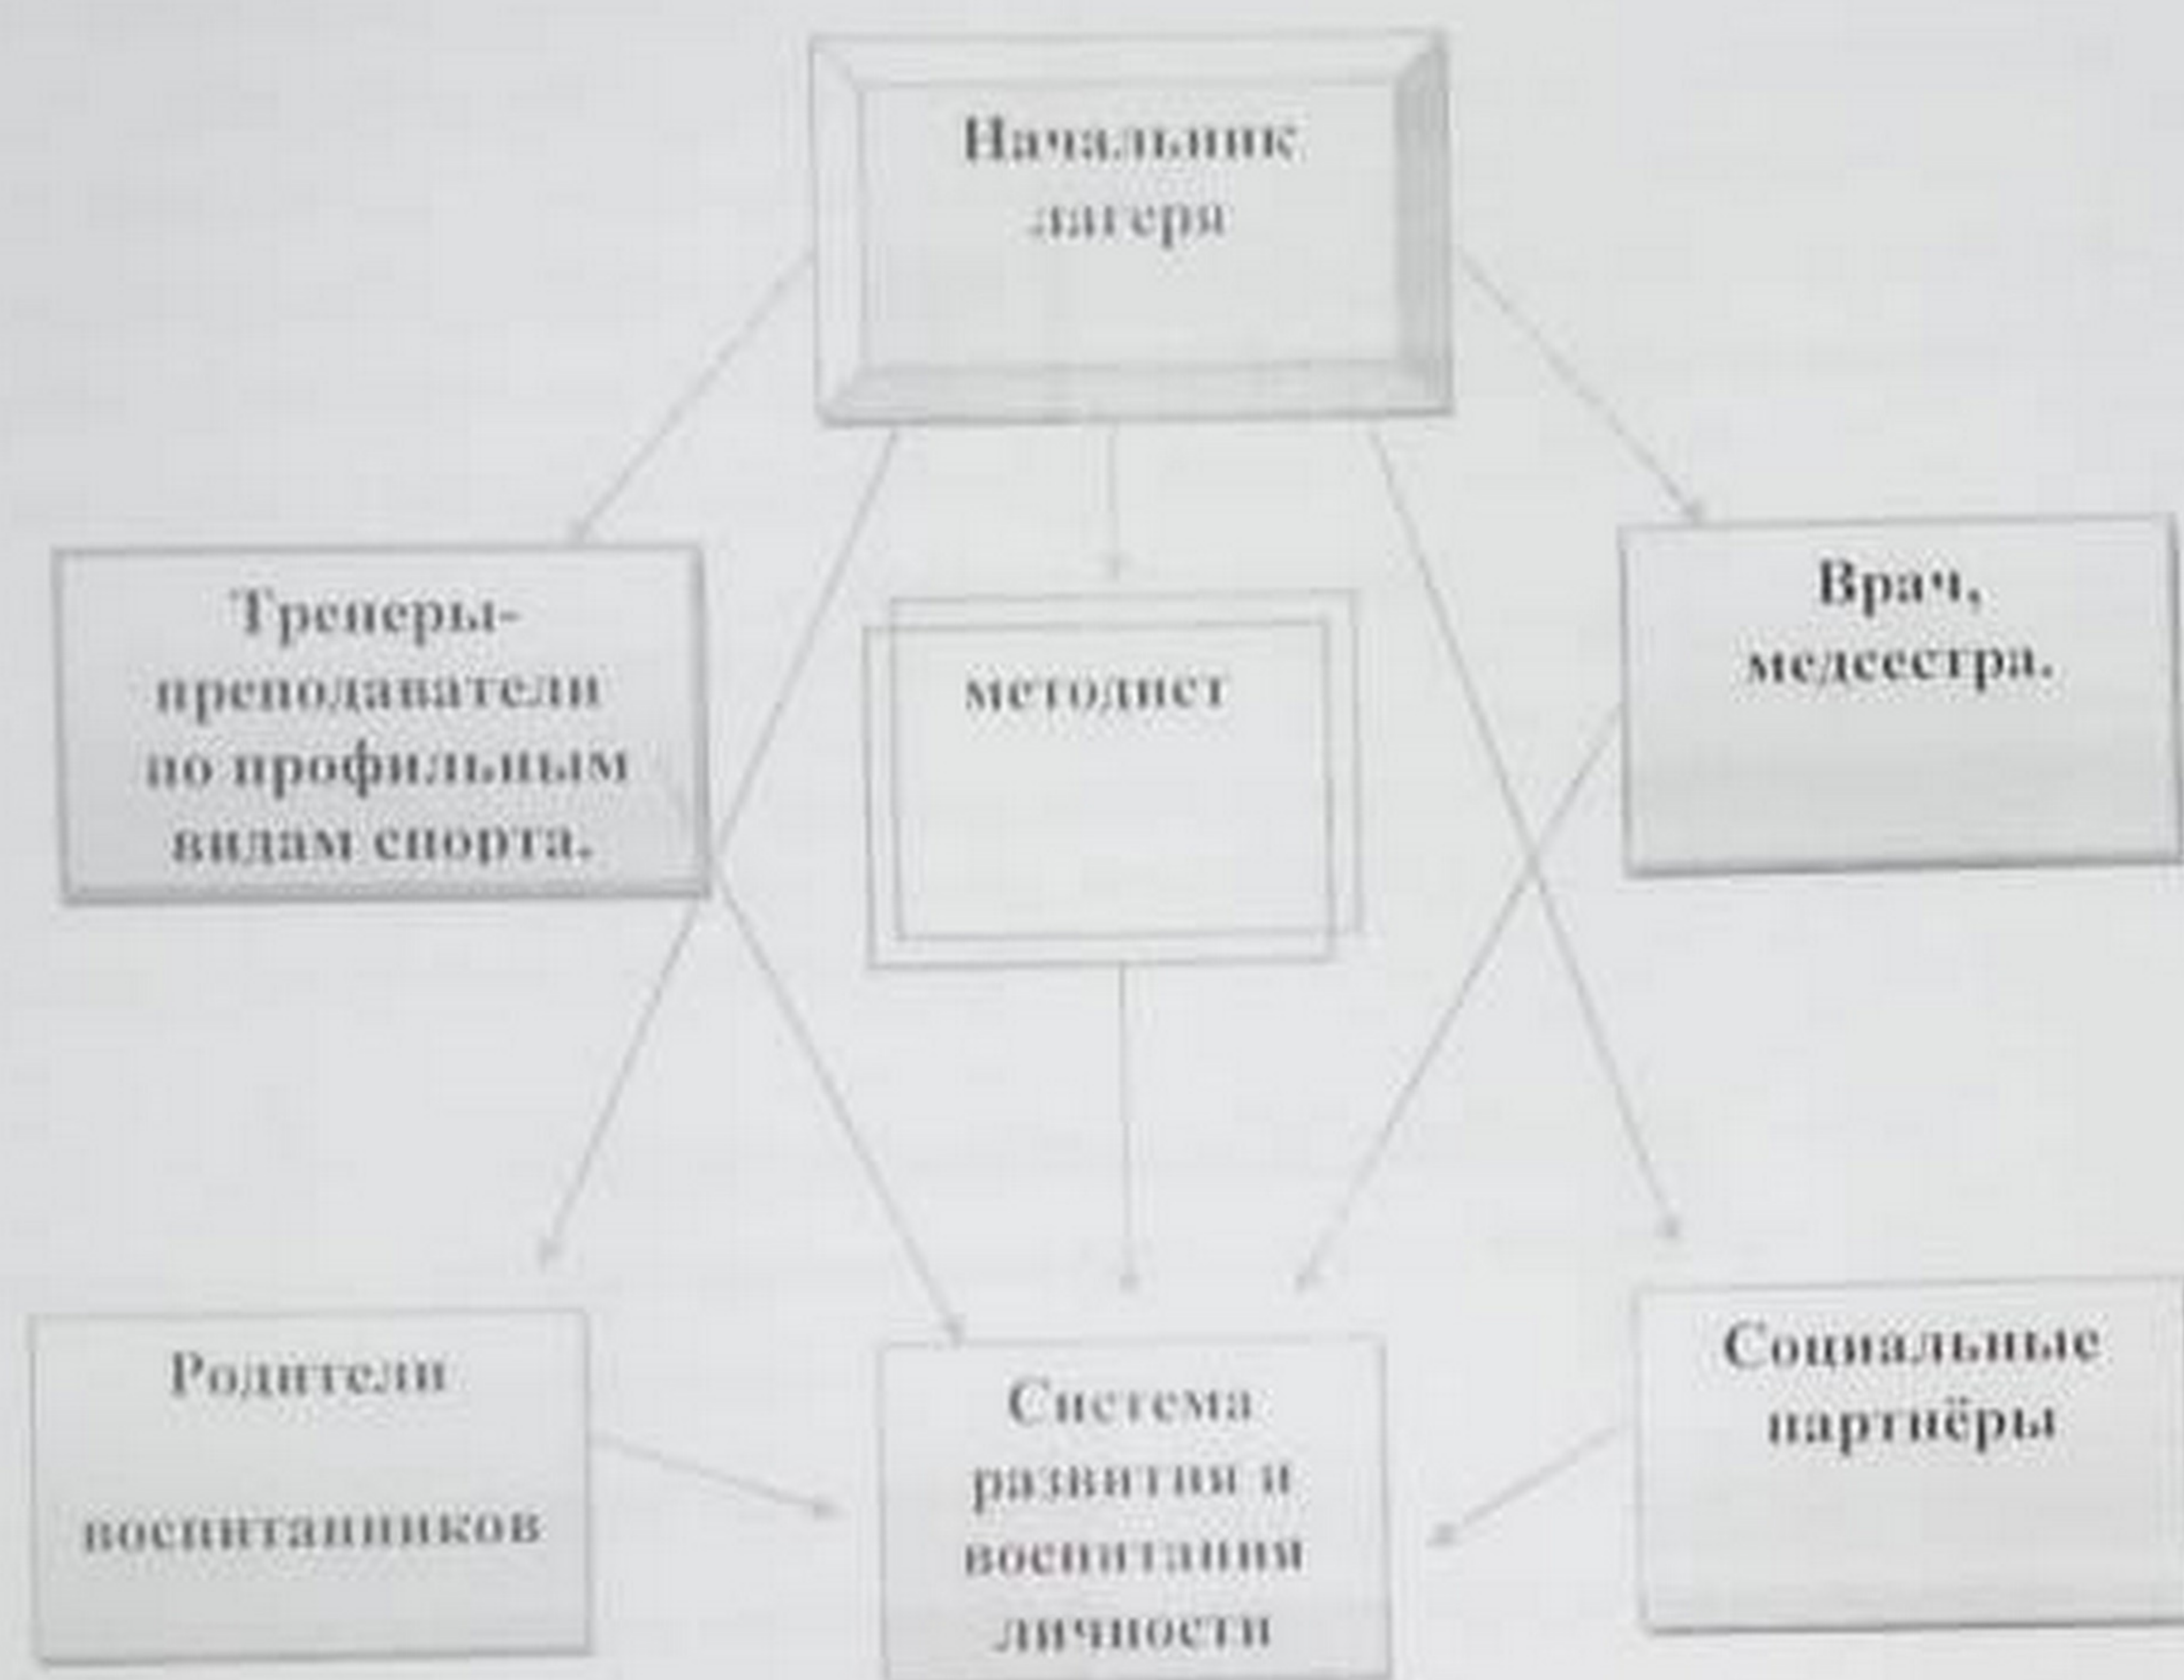 Начальник
лагеря
Тренеры-
преподаватели
по профильным
видам спорта.
методист
Врач,
медсестра.
Родители
воспитанников
Система
развития и
воспитания
личности
Социальные
партнёры